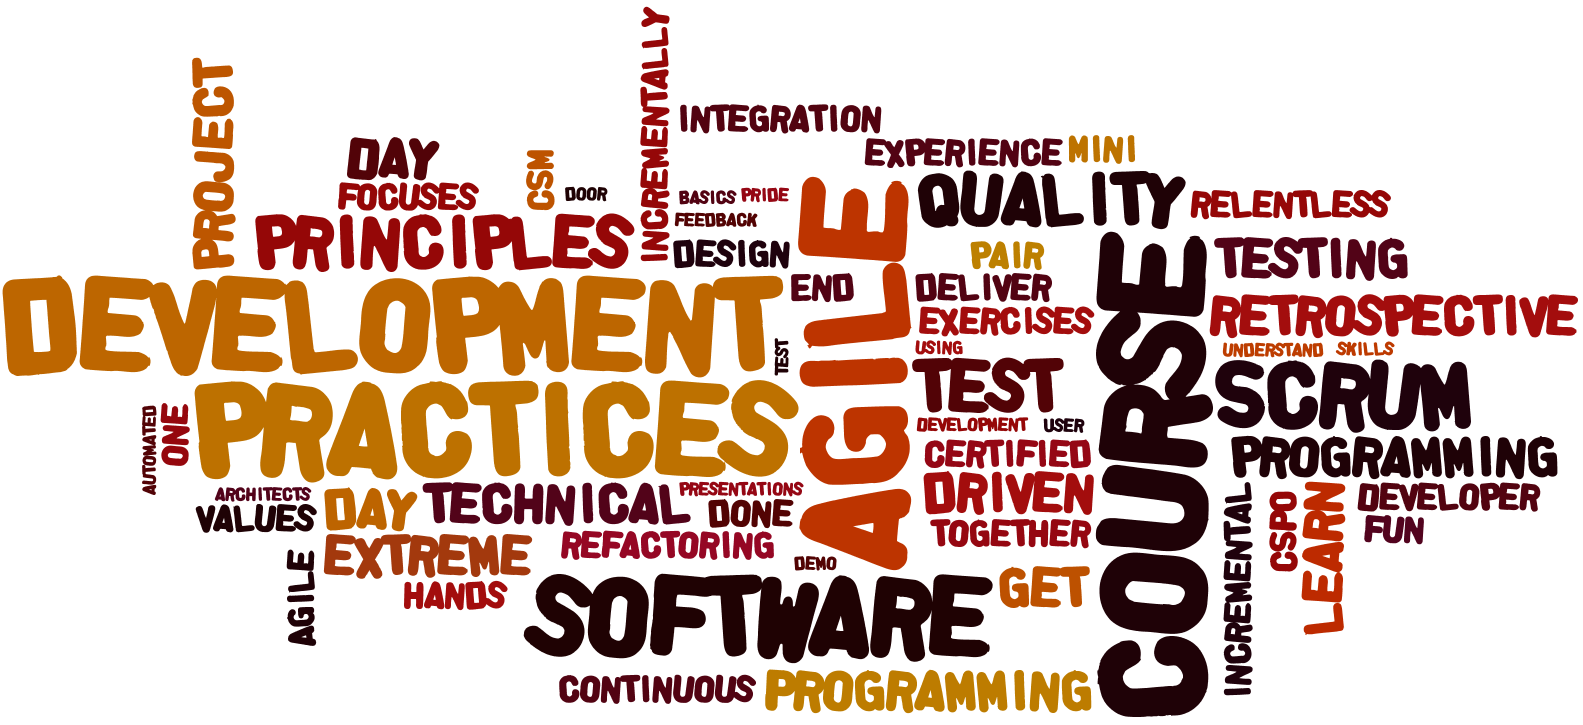 PROJECT
DAY
FOCUSES
PRINCIPLES
CSM
DOOR
INCREMENTALLY
INTEGRATION
EXPERIENCE
MINI
BASICS
PRIDE
FEEDBACK
DESIGN
AGILE
QUALITY
RELENTLESS
PAIR
TESTING
END
DELIVER
COURSE
EXERCISES
RETROSPECTIVE
DEVELOPMENT
TEST
USING
UNDERSTAND
SKILLS
TEST
SCRUM
PRACTICES
AUTOMATED
ONE
DEVELOPMENT
USER
CERTIFIED
PROGRAMMING
ARCHITECTS
VALUES
DAY
TECHNICAL
PRESENTATIONS
DONE
DRIVEN
DEVELOPER
TOGETHER
FUN
INCREMENTAL
CSPO
LEARN
AGILE
EXTREME
REFACTORING
DEMO
HANDS
SOFTWARE
GET
CONTINUOUS
PROGRAMMING